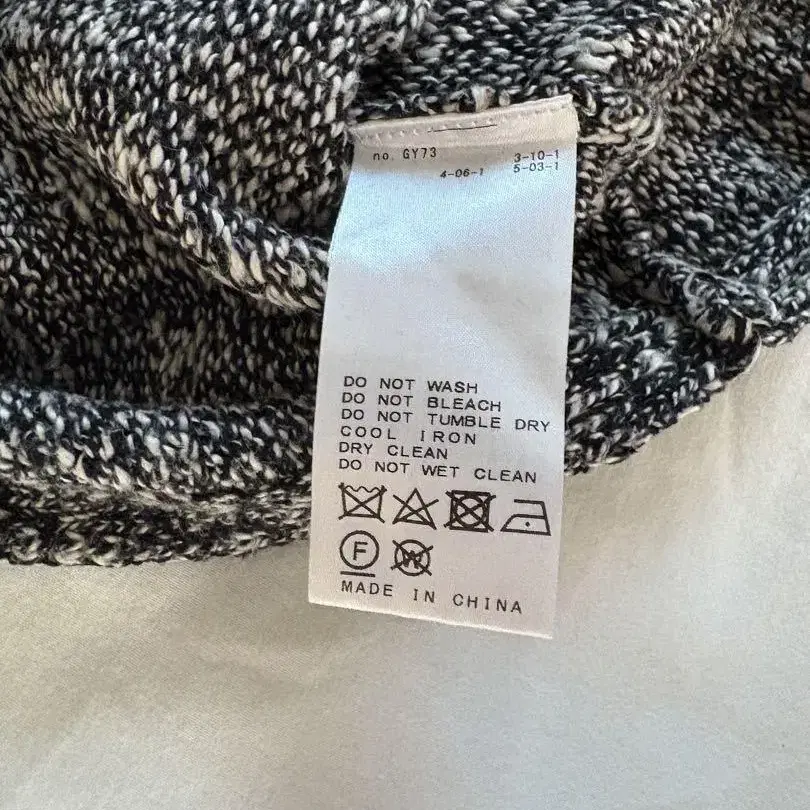 no. GY73 3-10-1
4-06-1 5-03-1
DO NOT WASH
DO NOT BLEACH
DO NOT TUMBLE DRY
COOL IRON
DRY CLEAN
DO NOT WET CLEAN
F W
MADE IN CHINA